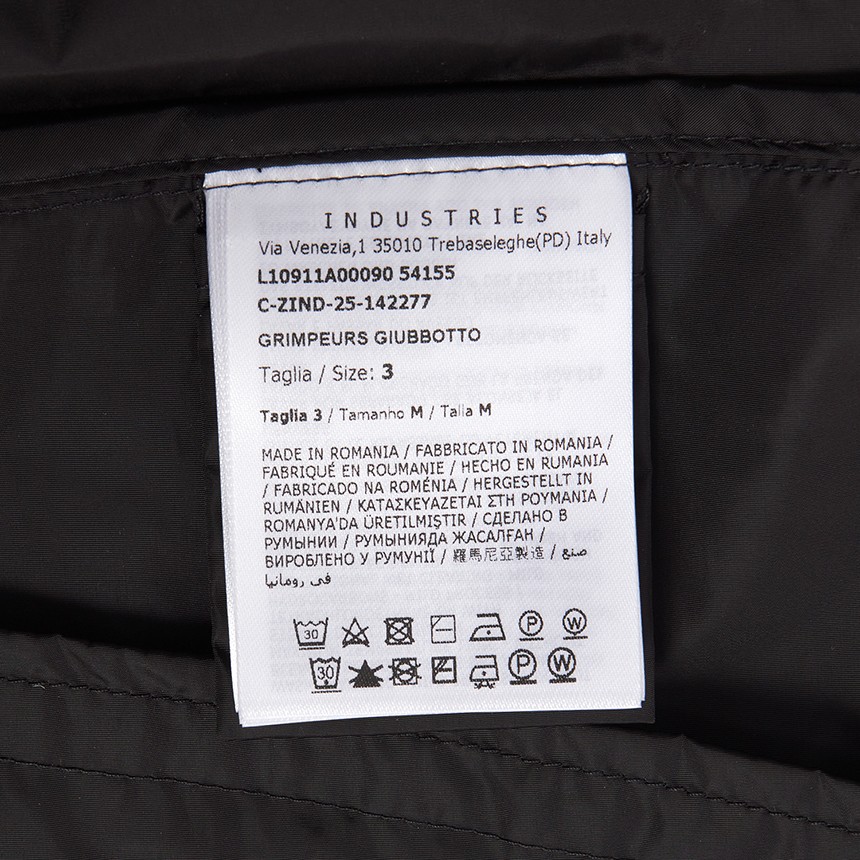 INDUSTRIES
Via Venezia,1 35010 Trebaseleghe(PD) Italy
L10911A00090 54155
C-ZIND-25-142277
GRIMPEURS GIUBBOTTO
Taglia / Size: 3
Taglia 3 / Tamanho M / Talla M
MADE IN ROMANIA / FABBRICATO IN ROMANIA /
FABRIQUÉ EN ROUMANIE / HECHO EN RUMANIA
/ FABRICADO NA ROMÉNIA / HERGESTELLT IN
RUMÄNIEN / ΚΑΤΑΣΚΕΥΑΖΕΤΑΙ ΣΤΗ ΡΟΥΜΑΝΙΑ /
ROMANYA'DA ÜRETILMIŞTIR / СДЕЛАНО В
РУМЫНИИ / РУМЫНИЯДА ЖАСАЛҒАН /
ВИРОБЛЕНО У РУМУНІЇ / 羅馬尼亞製造 / صنع
في رومانيا
30 P W
30 P W